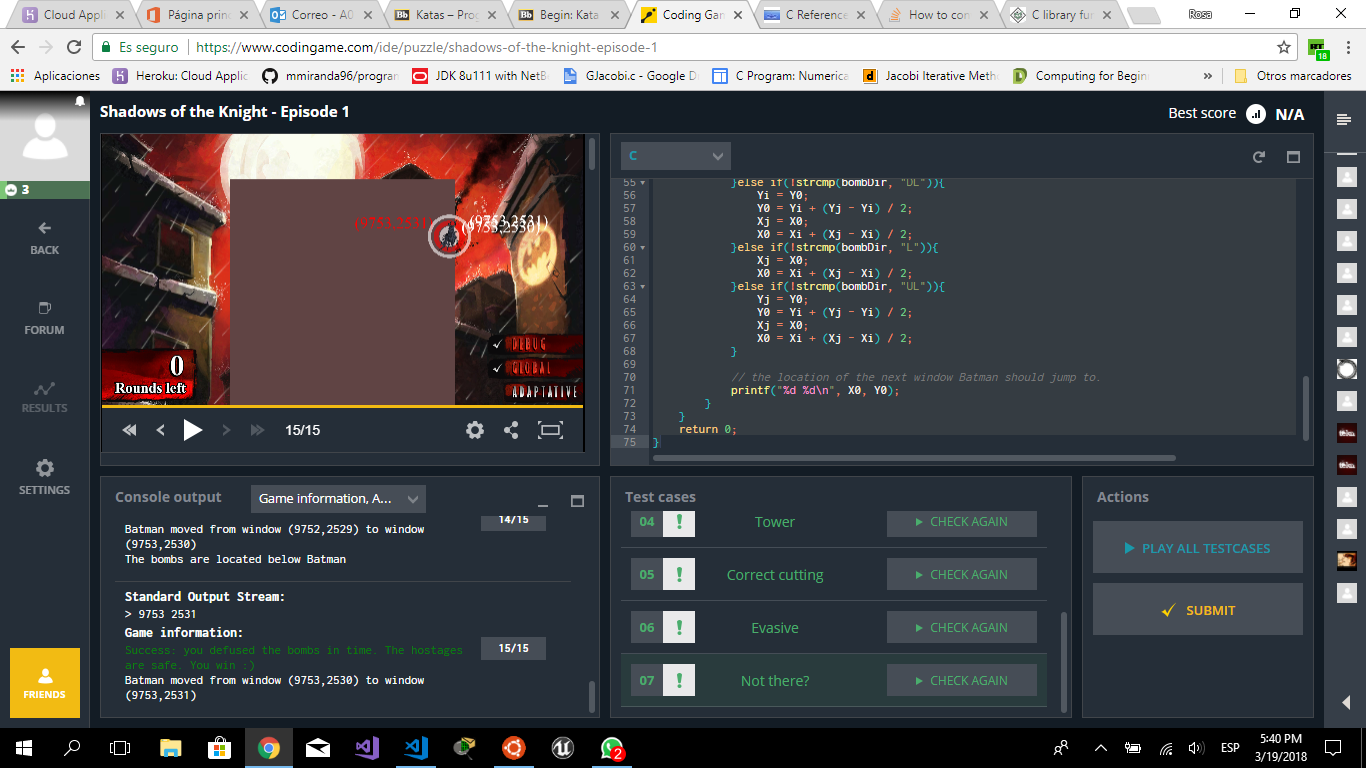 Cloud Appli
Página prin
Correo - A0
Katas – Prog
Begin: Kata
Coding Gan
C Reference
How to con
C library fun
Rosa
Es seguro
https://www.codingame.com/ide/puzzle/shadows-of-the-knight-episode-1
18
Aplicaciones
Heroku: Cloud Applic
mmiranda96/progran
JDK 8u111 with NetB
GJacobi.c - Google D
C Program: Numerica
Jacobi Iterative Meth
Computing for Begin
»
Otros marcadores
Shadows of the Knight - Episode 1
Best score
N/A
3
BACK
FORUM
RESULTS
SETTINGS
FRIENDS
(9753,2531)
(9753,2531)
(9753,2530)
0
Rounds left
DEBUG
GLOBAL
ADAPTATIVE
15/15
C
55 }else if(!strcmp(bombDir, "DL")){
56 Yi = Y0;
57 Y0 = Yi + (Yj - Yi) / 2;
58 Xj = X0;
59 X0 = Xi + (Xj - Xi) / 2;
60 }else if(!strcmp(bombDir, "L")){
61 Xj = X0;
62 X0 = Xi + (Xj - Xi) / 2;
63 }else if(!strcmp(bombDir, "UL")){
64 Yj = Y0;
65 Y0 = Yi + (Yj - Yi) / 2;
66 Xj = X0;
67 X0 = Xi + (Xj - Xi) / 2;
68 }
69
70 // the location of the next window Batman should jump to.
71 printf("%d %d\n", X0, Y0);
72 }
73 }
74 return 0;
75 }
Console output
Game information, A...
14/15
Batman moved from window (9752,2529) to window
(9753,2530)
The bombs are located below Batman
Standard Output Stream:
> 9753 2531
Game information:
Success: you defused the bombs in time. The hostages
are safe. You win :)
15/15
Batman moved from window (9753,2530) to window
(9753,2531)
Test cases
04 Tower CHECK AGAIN
05 Correct cutting CHECK AGAIN
06 Evasive CHECK AGAIN
07 Not there? CHECK AGAIN
Actions
PLAY ALL TESTCASES
SUBMIT
2
ESP
5:40 PM
3/19/2018